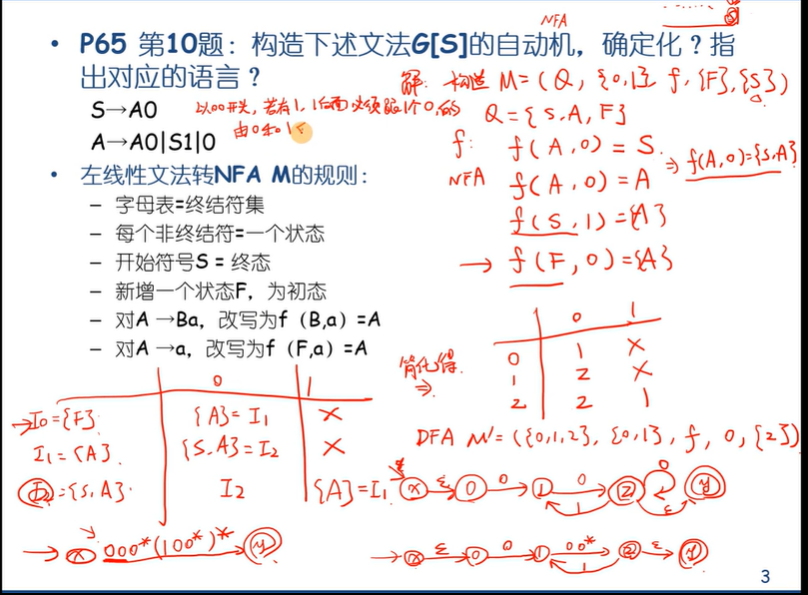 NFA
• P65 第10题：构造下述文法G[S]的自动机，确定化？指
出对应的语言？
解: 构造 M=(Q, {0,1}, f, {F}, {S})
S→A0
以00开头, 若有1, 1后面必须跟1个0, 的
Q={S,A,F}
A→A0|S1|0
由0和1
f: f(A,0)=S
⇒ f(A,0)={S,A}
• 左线性文法转NFA M的规则：
NFA f(A,0)=A
– 字母表=终结符集
f(S,1)={A}
– 每个非终结符=一个状态
– 开始符号S = 终态
→ f(F,0)={A}
– 新增一个状态F，为初态
– 对A →Ba，改写为f（B,a）=A
– 对A →a，改写为f（F,a）=A
简化得 ⇒
0 1
0 1 X
1 2 X
2 2 1
0 1
→I0={F} {A}=I1 X
I1={A}. {S,A}=I2 X
I2={S,A} I2 {A}=I1
DFA M'=({0,1,2}, {0,1}, f, 0, {2})
X ε 0 0 1 0 2 0 ε y
1
→ X 000*(100*)* y
→ X ε 0 0 1 00* 2 ε y
1
3